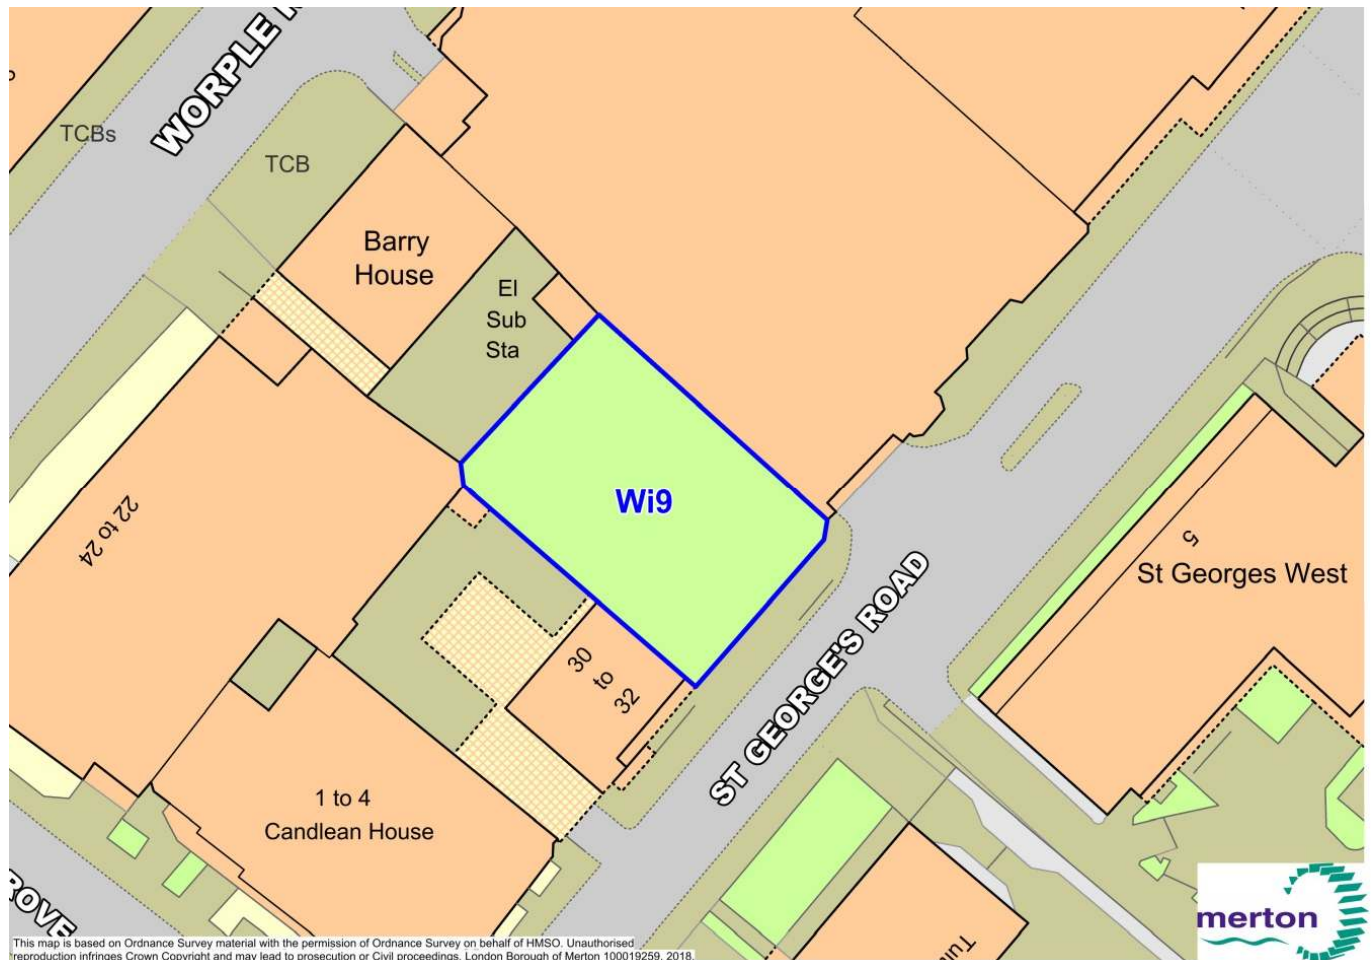 WORPLE R
TCBs
TCB
Barry
House
El
Sub
Sta
22 to 24
Wi9
5
St Georges West
30
to
32
ST GEORGE'S ROAD
1 to 4
Candlean House
ROVE
Tun
merton
This map is based on Ordnance Survey material with the permission of Ordnance Survey on behalf of HMSO. Unauthorised
reproduction infringes Crown Copyright and may lead to prosecution or Civil proceedings. London Borough of Merton 100019259. 2018.